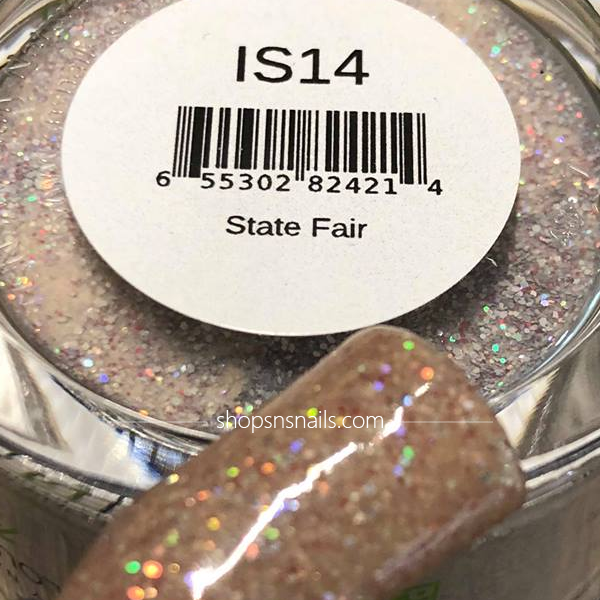 IS14
6 55302 82421 4
State Fair
shopsnsnails.com